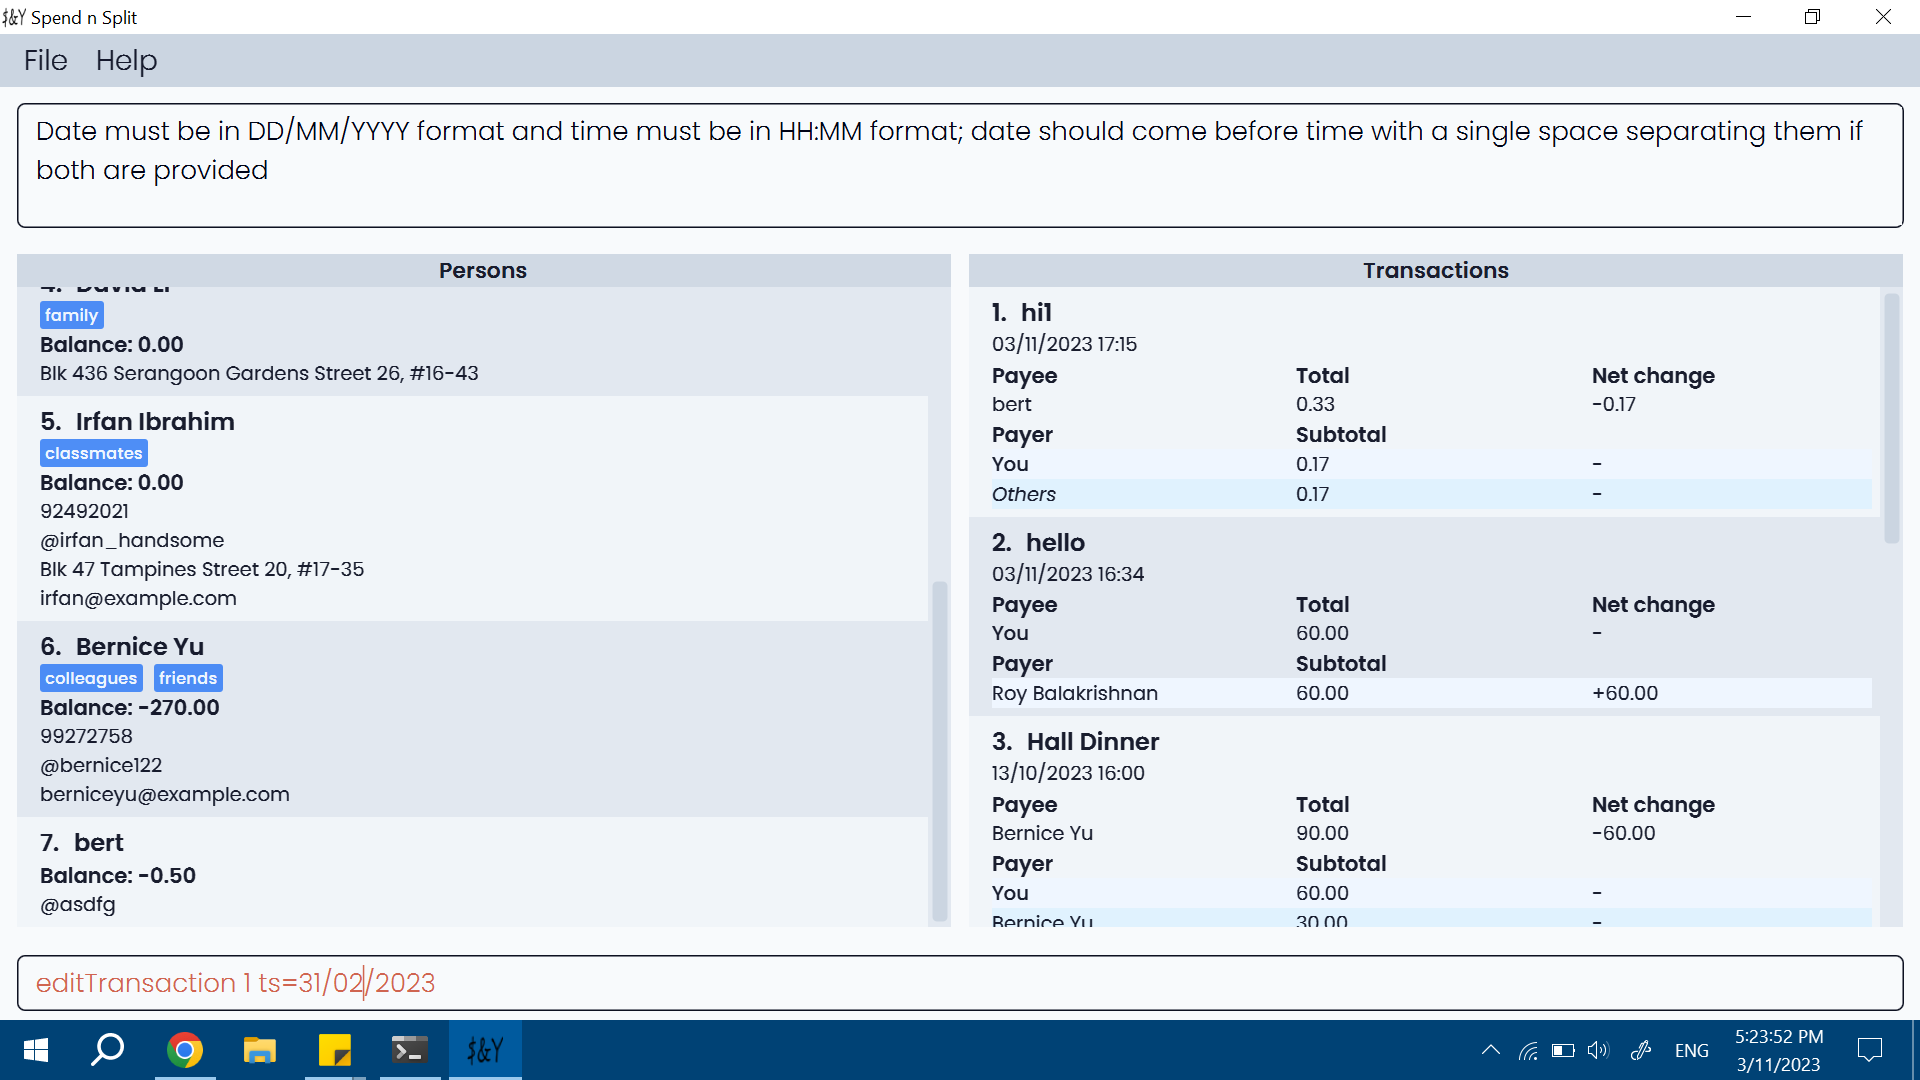 $&Y Spend n Split
File Help
Date must be in DD/MM/YYYY format and time must be in HH:MM format; date should come before time with a single space separating them if
both are provided
Persons
4. David Li
family
Balance: 0.00
Blk 436 Serangoon Gardens Street 26, #16-43
5. Irfan Ibrahim
classmates
Balance: 0.00
92492021
@irfan_handsome
Blk 47 Tampines Street 20, #17-35
irfan@example.com
6. Bernice Yu
colleagues friends
Balance: -270.00
99272758
@bernice122
berniceyu@example.com
7. bert
Balance: -0.50
@asdfg
Transactions
1. hi1
03/11/2023 17:15
Payee Total Net change
bert 0.33 -0.17
Payer Subtotal
You 0.17 -
Others 0.17 -
2. hello
03/11/2023 16:34
Payee Total Net change
You 60.00 -
Payer Subtotal
Roy Balakrishnan 60.00 +60.00
3. Hall Dinner
13/10/2023 16:00
Payee Total Net change
Bernice Yu 90.00 -60.00
Payer Subtotal
You 60.00 -
Bernice Yu 30.00 -
editTransaction 1 ts=31/02/2023
$&Y
ENG
5:23:52 PM
3/11/2023